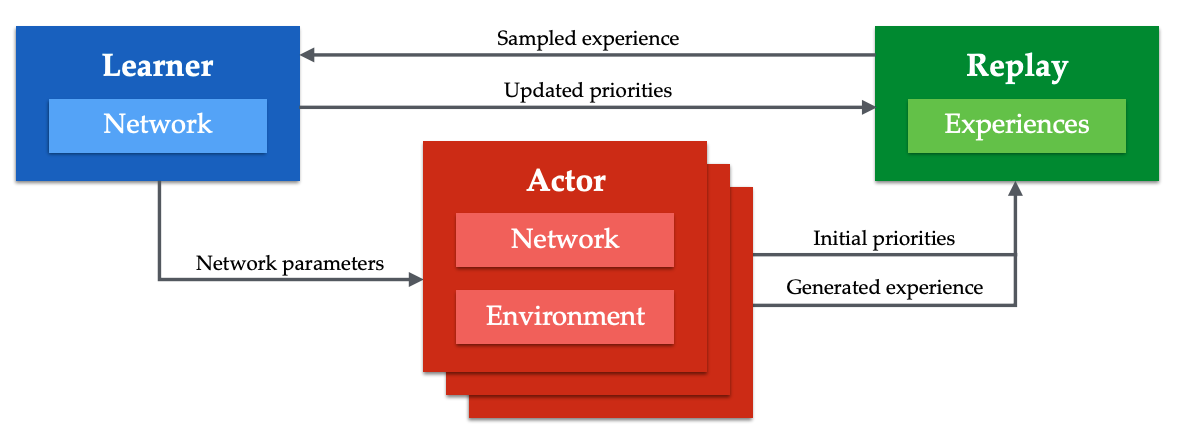 Learner
Network
Sampled experience
Updated priorities
Replay
Experiences
Actor
Network
Environment
Network parameters
Initial priorities
Generated experience